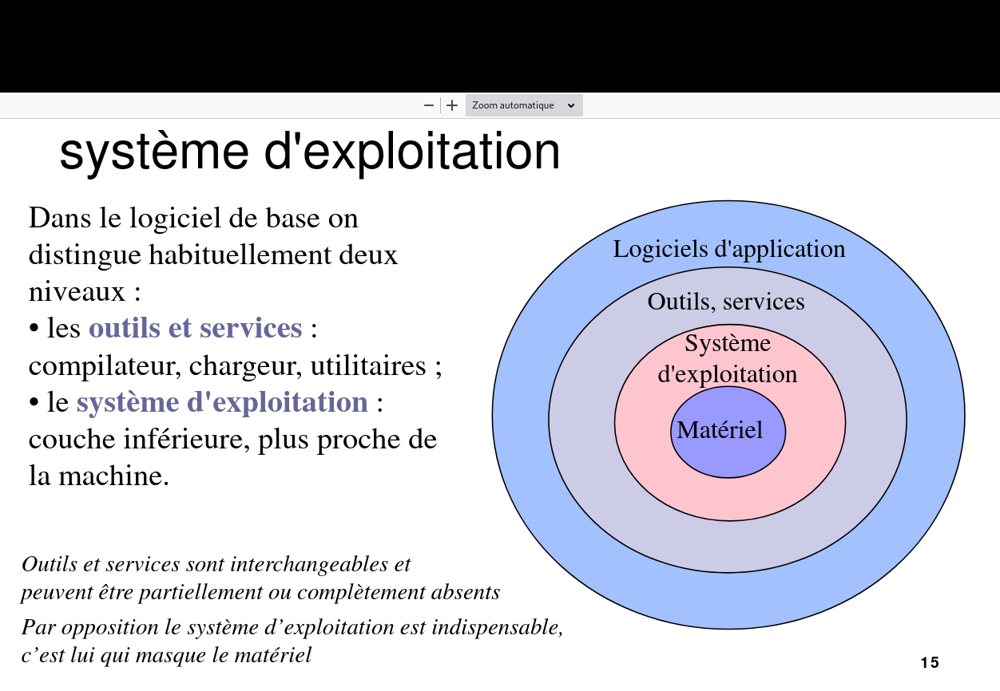 Zoom automatique
système d'exploitation
Dans le logiciel de base on
distingue habituellement deux
niveaux :
• les outils et services :
compilateur, chargeur, utilitaires ;
• le système d'exploitation :
couche inférieure, plus proche de
la machine.
Logiciels d'application
Outils, services
Système
d'exploitation
Matériel
Outils et services sont interchangeables et
peuvent être partiellement ou complètement absents
Par opposition le système d’exploitation est indispensable,
c’est lui qui masque le matériel
15